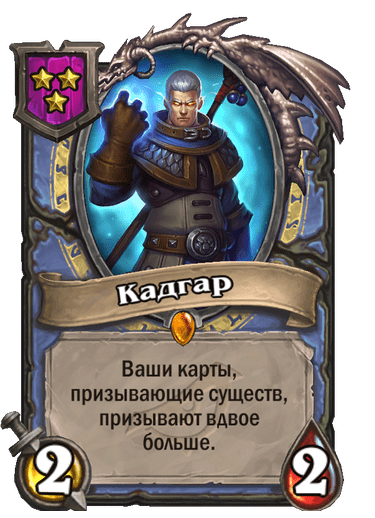 Кадгар
Ваши карты,
призывающие существ,
призывают вдвое
больше.
2 2